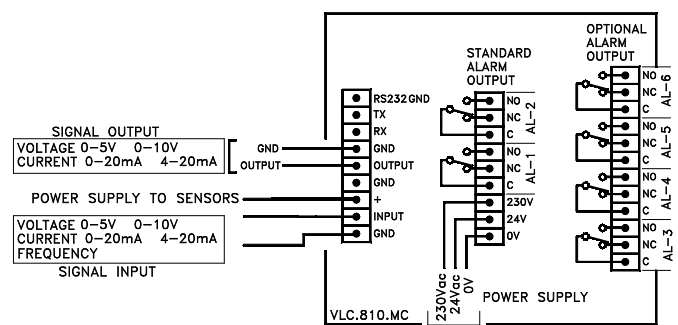 OPTIONAL
ALARM
OUTPUT
STANDARD
ALARM
OUTPUT
NO
NC
C
AL-6
NO
NC
C
AL-5
NO
NC
C
AL-4
NO
NC
C
AL-3
NO
NC
C
AL-2
NO
NC
C
AL-1
230V
24V
0V
RS232 GND
TX
RX
GND
OUTPUT
GND
+
INPUT
GND
SIGNAL OUTPUT
VOLTAGE 0-5V 0-10V
CURRENT 0-20mA 4-20mA
GND
OUTPUT
POWER SUPPLY TO SENSORS
VOLTAGE 0-5V 0-10V
CURRENT 0-20mA 4-20mA
FREQUENCY
SIGNAL INPUT
230Vac
24Vac
0V
POWER SUPPLY
VLC.810.MC